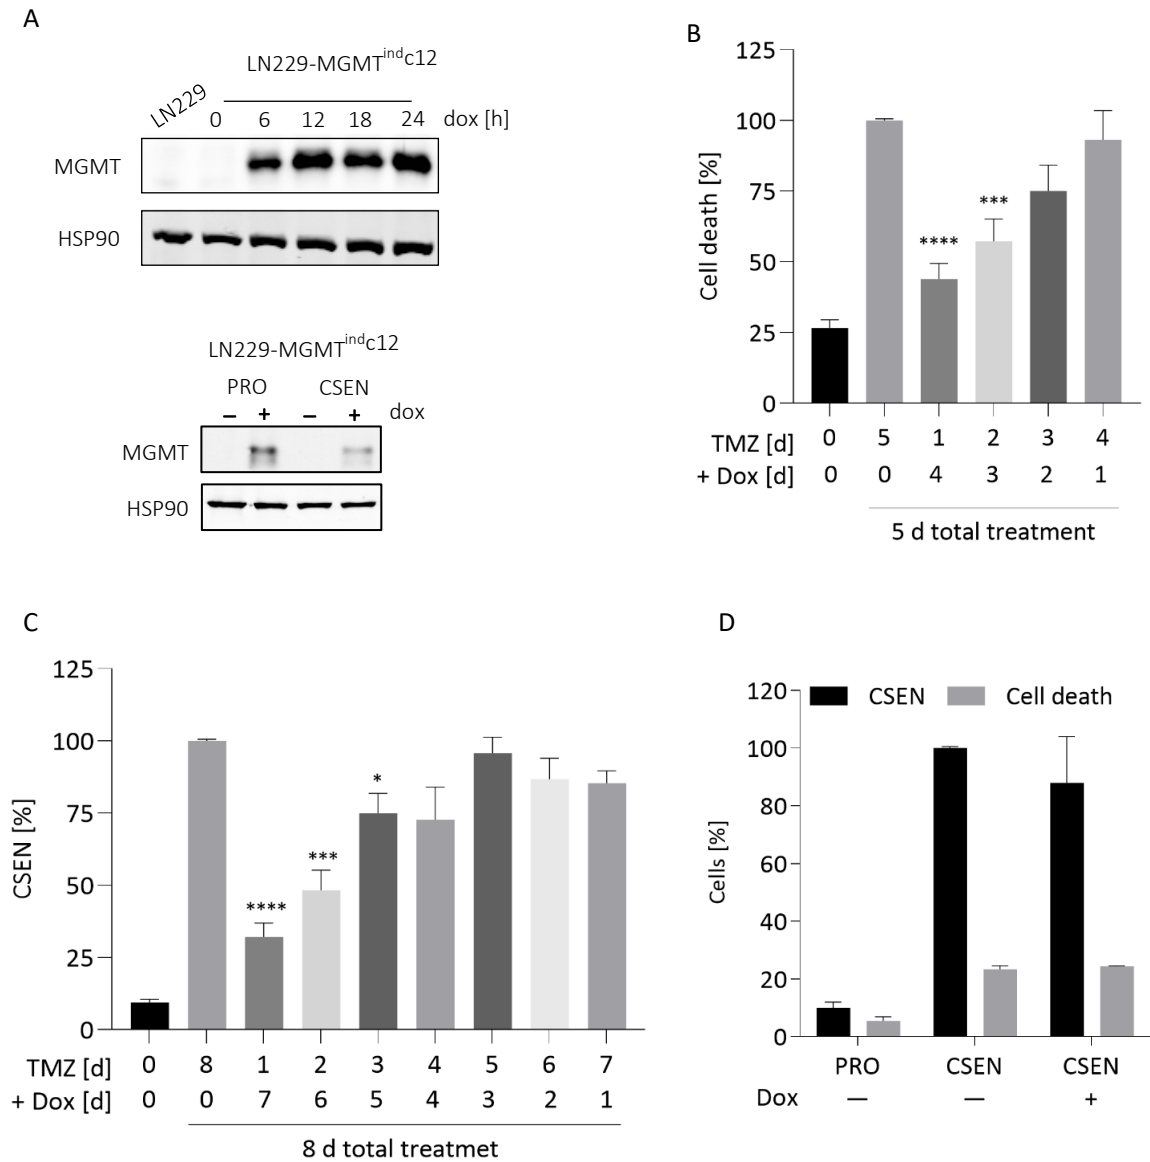 A
LN229-MGMTindc12
LN229
0 6 12 18 24 dox [h]
MGMT
HSP90
LN229-MGMTindc12
PRO CSEN
– + – + dox
MGMT
HSP90
B
125
100
75
50
25
0
Cell death [%]
****
***
TMZ [d] 0 5 1 2 3 4
+ Dox [d] 0 0 4 3 2 1
5 d total treatment
C
125
100
75
50
25
0
CSEN [%]
****
***
*
TMZ [d] 0 8 1 2 3 4 5 6 7
+ Dox [d] 0 0 7 6 5 4 3 2 1
8 d total treatmet
D
CSEN Cell death
120
100
80
60
40
20
0
Cells [%]
PRO CSEN CSEN
Dox — — +